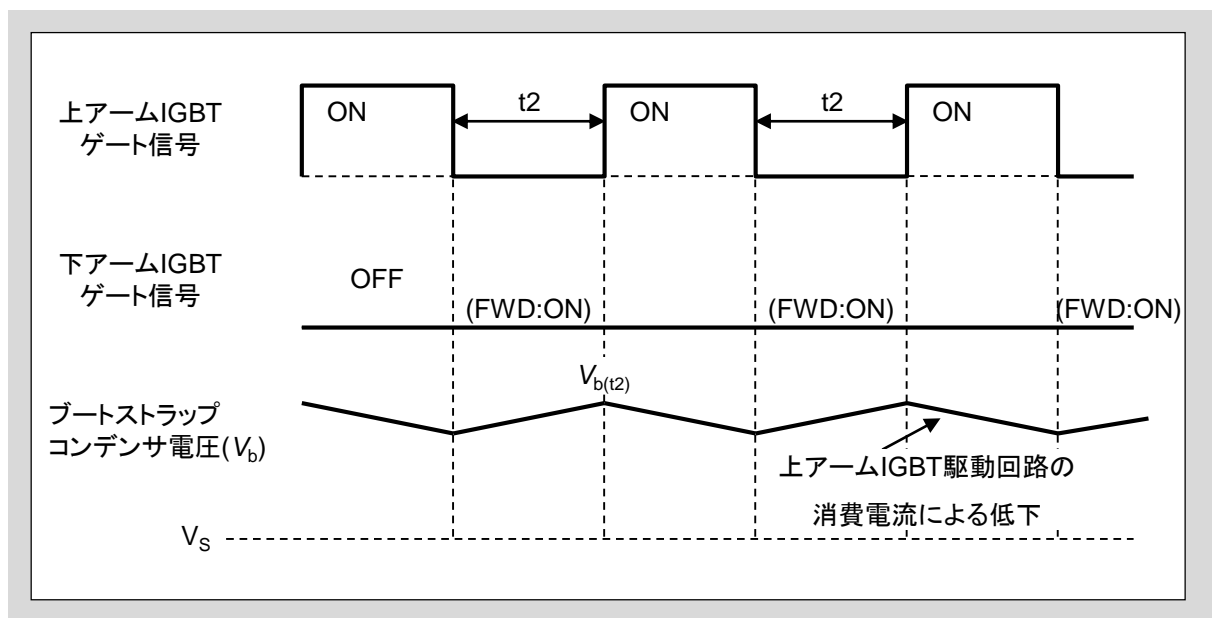 上アームIGBT
ゲート信号
ON
t2
ON
t2
ON
下アームIGBT
ゲート信号
OFF
(FWD:ON)
(FWD:ON)
(FWD:ON)
Vb(t2)
ブートストラップ
コンデンサ電圧(Vb)
上アームIGBT駆動回路の
消費電流による低下
VS